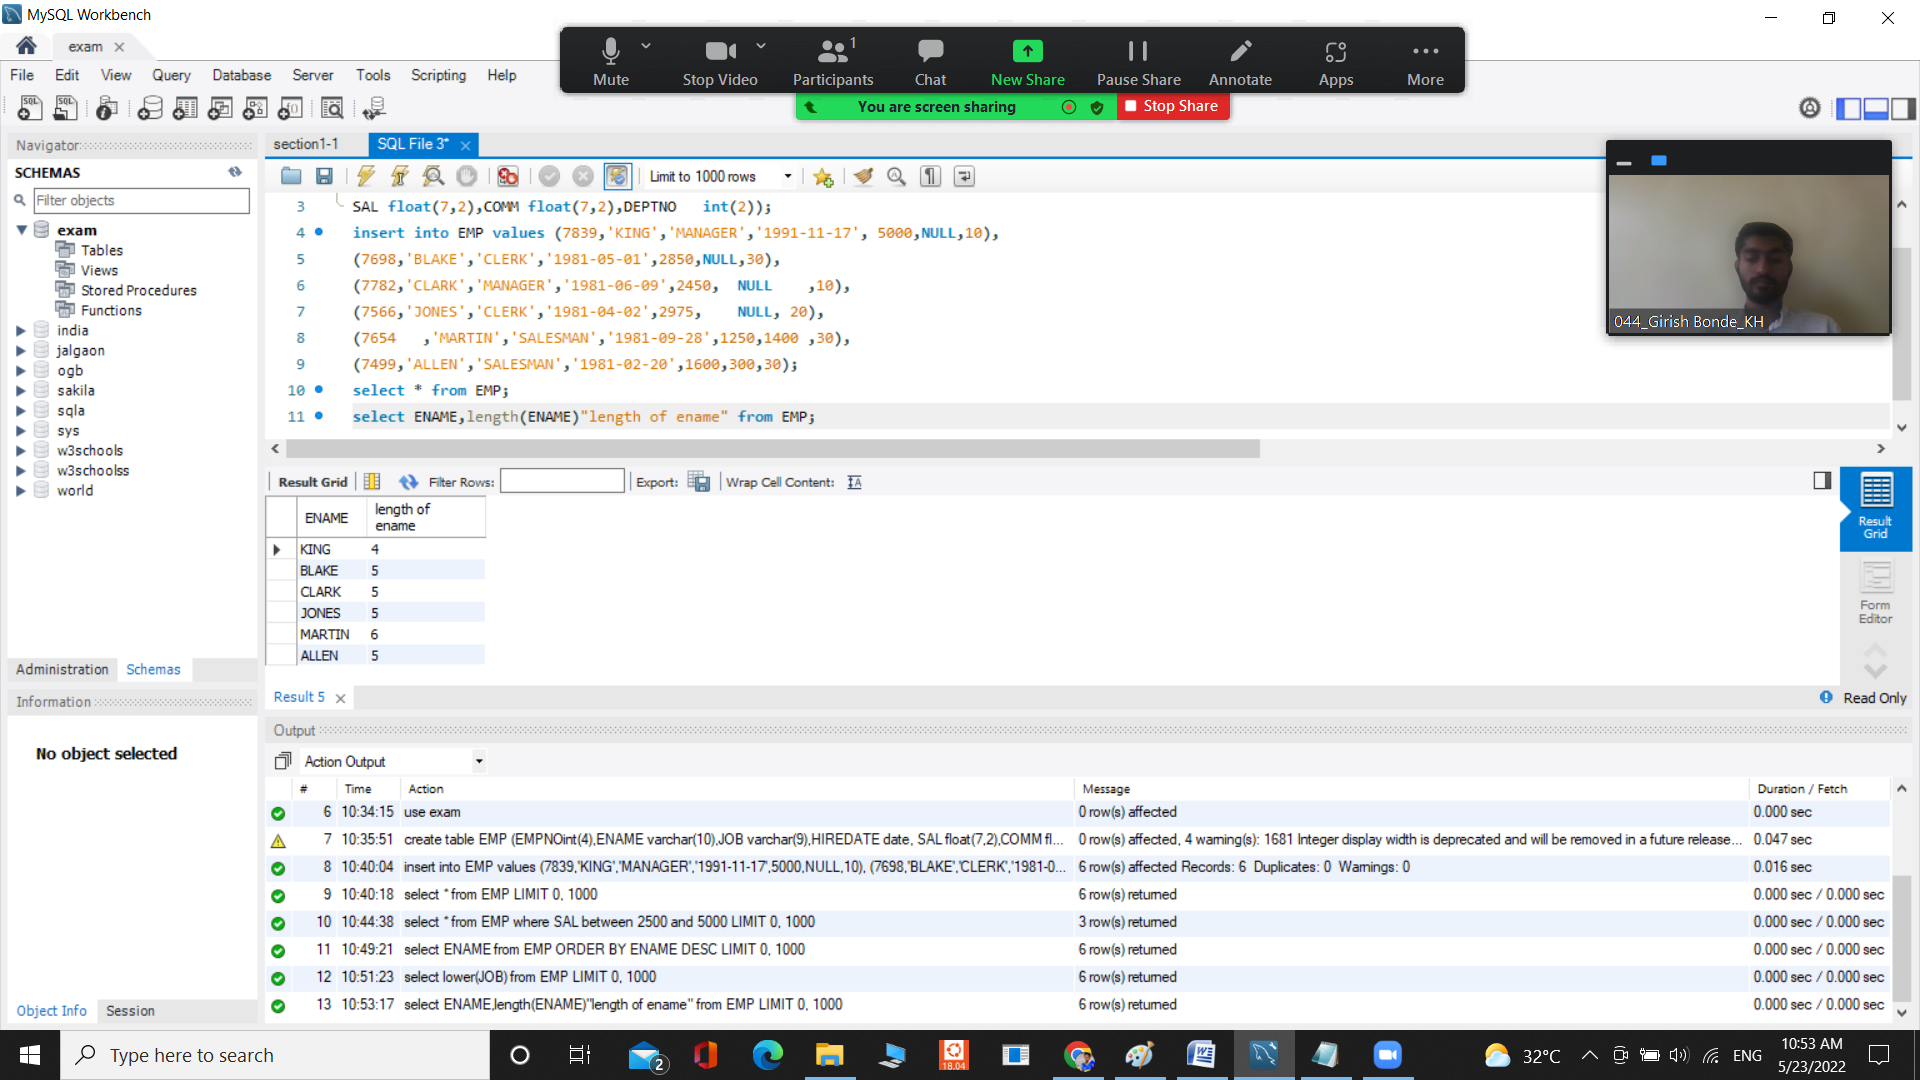 MySQL Workbench
exam
File Edit View Query Database Server Tools Scripting Help
Mute
Stop Video
1
Participants
Chat
New Share
Pause Share
Annotate
Apps
More
You are screen sharing
Stop Share
Navigator
SCHEMAS
Filter objects
exam
Tables
Views
Stored Procedures
Functions
india
jalgaon
ogb
sakila
sqla
sys
w3schools
w3schoolss
world
Administration Schemas
Information
No object selected
Object Info Session
section1-1
SQL File 3*
Limit to 1000 rows
3 SAL float(7,2),COMM float(7,2),DEPTNO int(2));
4 insert into EMP values (7839,'KING','MANAGER','1991-11-17', 5000,NULL,10),
5 (7698,'BLAKE','CLERK','1981-05-01',2850,NULL,30),
6 (7782,'CLARK','MANAGER','1981-06-09',2450, NULL ,10),
7 (7566,'JONES','CLERK','1981-04-02',2975, NULL, 20),
8 (7654 ,'MARTIN','SALESMAN','1981-09-28',1250,1400 ,30),
9 (7499,'ALLEN','SALESMAN','1981-02-20',1600,300,30);
10 select * from EMP;
11 select ENAME,length(ENAME)"length of ename" from EMP;
044_Girish Bonde_KH
Result Grid Filter Rows: Export: Wrap Cell Content:
ENAME length of ename
KING 4
BLAKE 5
CLARK 5
JONES 5
MARTIN 6
ALLEN 5
Result Grid
Form Editor
Result 5
Read Only
Output
Action Output
# Time Action Message Duration / Fetch
6 10:34:15 use exam 0 row(s) affected 0.000 sec
7 10:35:51 create table EMP (EMPNOint(4),ENAME varchar(10),JOB varchar(9),HIREDATE date, SAL float(7,2),COMM fl... 0 row(s) affected, 4 warning(s): 1681 Integer display width is deprecated and will be removed in a future release... 0.047 sec
8 10:40:04 insert into EMP values (7839,'KING','MANAGER','1991-11-17',5000,NULL,10), (7698,'BLAKE','CLERK','1981-0... 6 row(s) affected Records: 6 Duplicates: 0 Warnings: 0 0.016 sec
9 10:40:18 select * from EMP LIMIT 0, 1000 6 row(s) returned 0.000 sec / 0.000 sec
10 10:44:38 select * from EMP where SAL between 2500 and 5000 LIMIT 0, 1000 3 row(s) returned 0.000 sec / 0.000 sec
11 10:49:21 select ENAME from EMP ORDER BY ENAME DESC LIMIT 0, 1000 6 row(s) returned 0.000 sec / 0.000 sec
12 10:51:23 select lower(JOB) from EMP LIMIT 0, 1000 6 row(s) returned 0.000 sec / 0.000 sec
13 10:53:17 select ENAME,length(ENAME)"length of ename" from EMP LIMIT 0, 1000 6 row(s) returned 0.000 sec / 0.000 sec
Type here to search
2
18.04
32°C
ENG
10:53 AM
5/23/2022